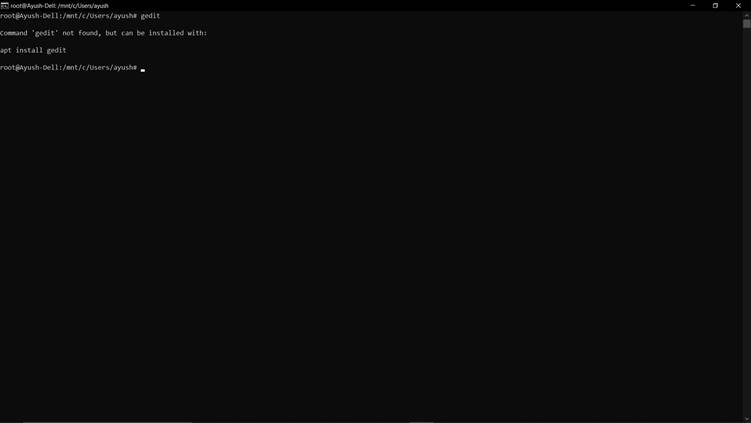 root@Ayush-Dell: /mnt/c/Users/ayush
root@Ayush-Dell:/mnt/c/Users/ayush# gedit
Command 'gedit' not found, but can be installed with:
apt install gedit
root@Ayush-Dell:/mnt/c/Users/ayush#